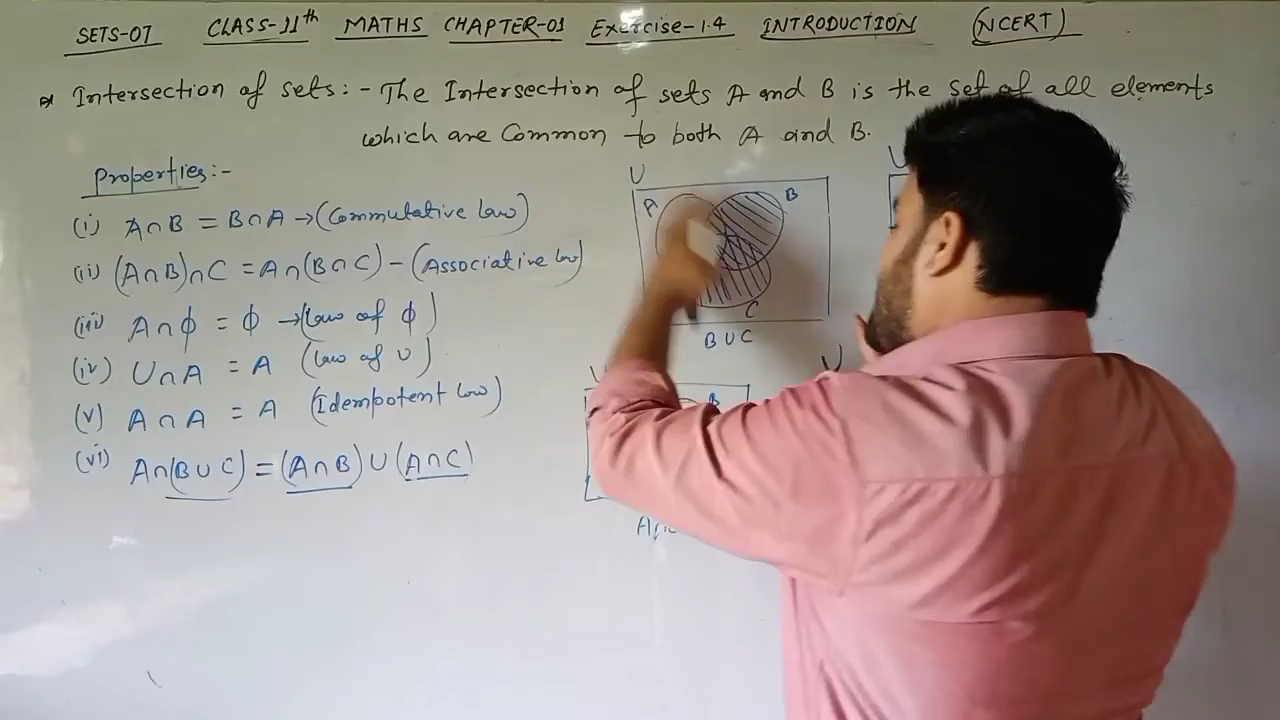 SETS-07 CLASS-11th MATHS CHAPTER-01 Exercise-1.4 INTRODUCTION (NCERT)
Intersection of sets:- The Intersection of sets A and B is the set of all elements
which are Common to both A and B.
Properties:-
(i) A∩B = B∩A →(Commutative law)
(ii) (A∩B)∩C = A∩(B∩C) – (Associative law)
(iii) A∩ϕ = ϕ →(law of ϕ)
(iv) U∩A = A (law of U)
(v) A∩A = A (Idempotent law)
(vi) A∩(B∪C) = (A∩B)∪(A∩C)
U
A B
C
B∪C
U
U
U
B